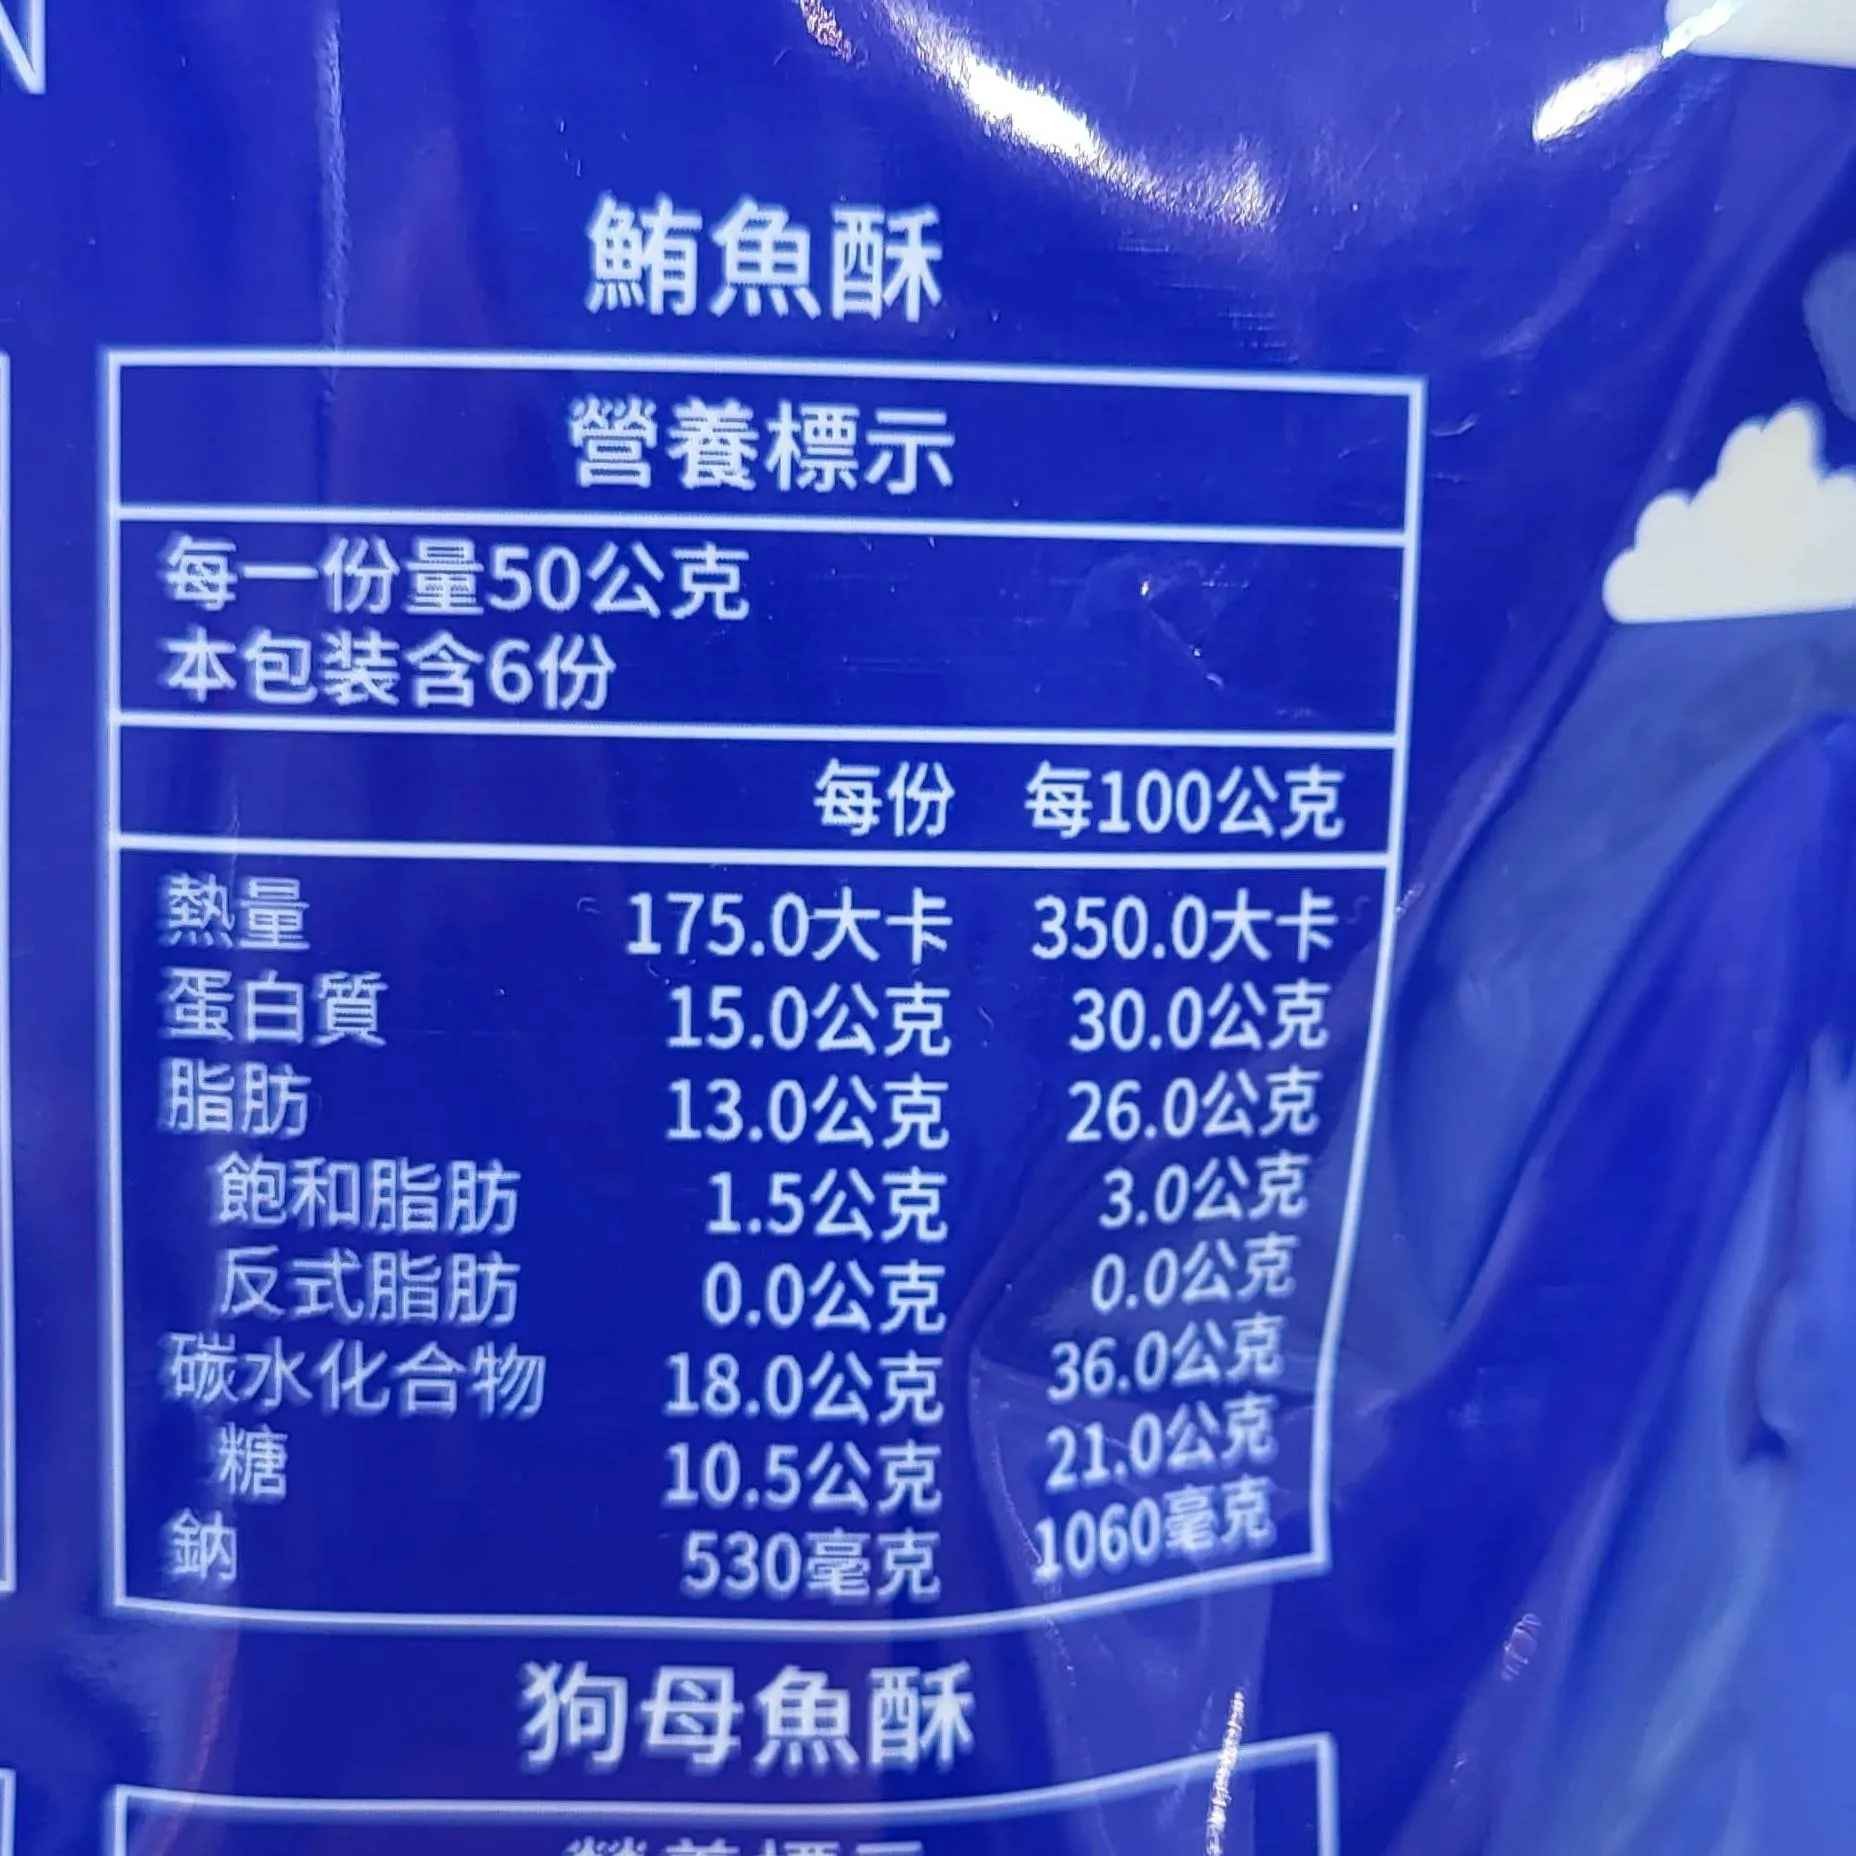 N
鮪魚酥
營養標示
每一份量50公克
本包裝含6份
每份 每100公克
熱量 175.0大卡 350.0大卡
蛋白質 15.0公克 30.0公克
脂肪 13.0公克 26.0公克
飽和脂肪 1.5公克 3.0公克
反式脂肪 0.0公克 0.0公克
碳水化合物 18.0公克 36.0公克
糖 10.5公克 21.0公克
鈉 530毫克 1060毫克
狗母魚酥
營養標示